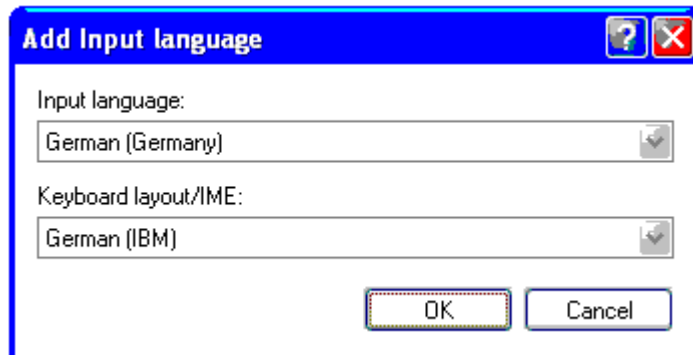 Add Input language
Input language:
German (Germany)
Keyboard layout/IME:
German (IBM)
OK Cancel